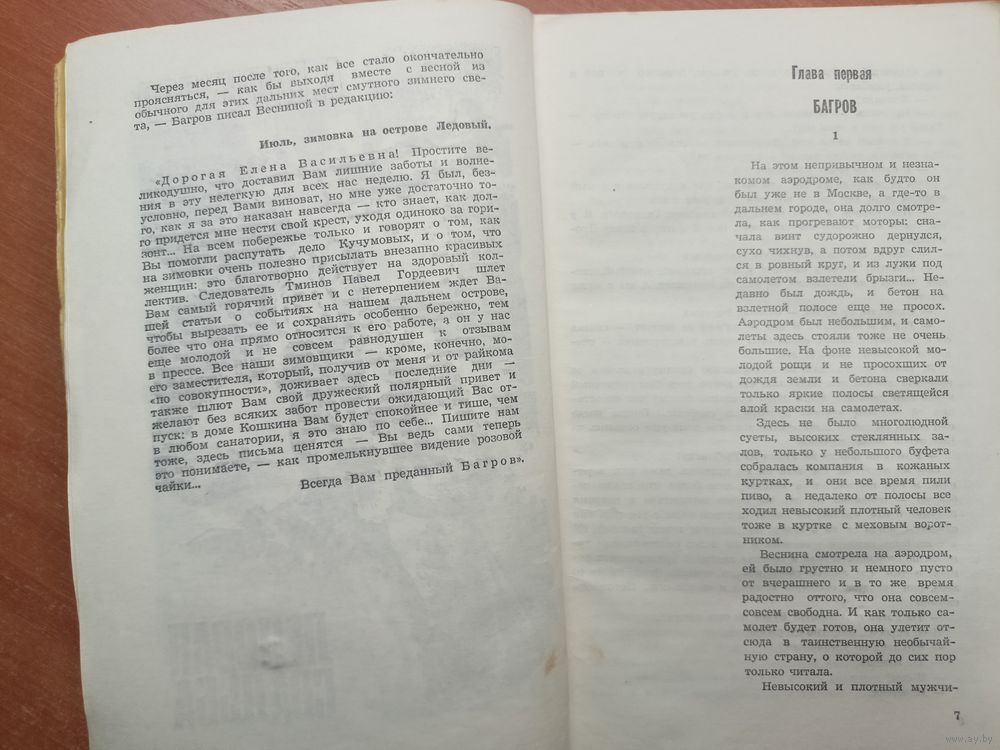 Через месяц после того, как все стало окончательно
проясняться, — как бы выходя вместе с весной из
обычного для этих дальних мест смутного зимнего све-
та, — Багров писал Весниной в редакцию:
Июль, зимовка на острове Ледовый.
«Дорогая Елена Васильевна! Простите ве-
ликодушно, что доставил Вам лишние заботы и волне-
ния в эту нелегкую для всех нас неделю. Я был, без-
условно, перед Вами виноват, но мне уже достаточно то-
го, как я за это наказан навсегда — кто знает, как дол-
го придется мне нести свой крест, уходя одиноко за гори-
зонт... На всем побережье только и говорят о том, как
Вы помогли распутать дело Кучумовых, и о том, что
на зимовки очень полезно присылать внезапно красивых
женщин: это благотворно действует на здоровый кол-
лектив. Следователь Тминов Павел Гордеевич шлет
Вам самый горячий привет и с нетерпением ждет Ва-
шей статьи о событиях на нашем дальнем острове,
чтобы вырезать ее и сохранять особенно бережно, тем
более что она прямо относится к его работе, а он у нас
еще молодой и не совсем равнодушен к отзывам
в прессе. Все наши зимовщики — кроме, конечно, мо-
его заместителя, который, получив от меня и от райкома
«по совокупности», доживает здесь последние дни —
также шлют Вам свой дружеский полярный привет и
желают без всяких забот провести ожидающий Вас от-
пуск: в доме Кошкина Вам будет спокойнее и тише, чем
в любом санатории, я это знаю по себе... Пишите нам
тоже, здесь письма ценятся — Вы ведь сами теперь
это понимаете, — как промелькнувшее видение розовой
чайки...
Всегда Вам преданный Багров».
Глава первая
БАГРОВ
1
На этом непривычном и незна-
комом аэродроме, как будто он
был уже не в Москве, а где-то в
дальнем городе, она долго смотре-
ла, как прогревают моторы: сна-
чала винт судорожно дернулся,
сухо чихнул, а потом вдруг слил-
ся в ровный круг, и из лужи под
самолетом взлетели брызги... Не-
давно был дождь, и бетон на
взлетной полосе еще не просох.
Аэродром был небольшим, и само-
леты здесь стояли тоже не очень
большие. На фоне невысокой мо-
лодой рощи и не просохших от
дождя земли и бетона сверкали
только яркие полосы светящейся
алой краски на самолетах.
Здесь не было многолюдной
суеты, высоких стеклянных за-
лов, только у небольшого буфета
собралась компания в кожаных
куртках, и они все время пили
пиво, а недалеко от полосы все
ходил невысокий плотный человек
тоже в куртке с меховым ворот-
ником.
Веснина смотрела на аэродром,
ей было грустно и немного пусто
от вчерашнего и в то же время
радостно оттого, что она совсем-
совсем свободна. И как только са-
молет будет готов, она улетит от-
сюда в таинственную необычай-
ную страну, о которой до сих пор
только читала.
Невысокий и плотный мужчи-
7
www.ay.by